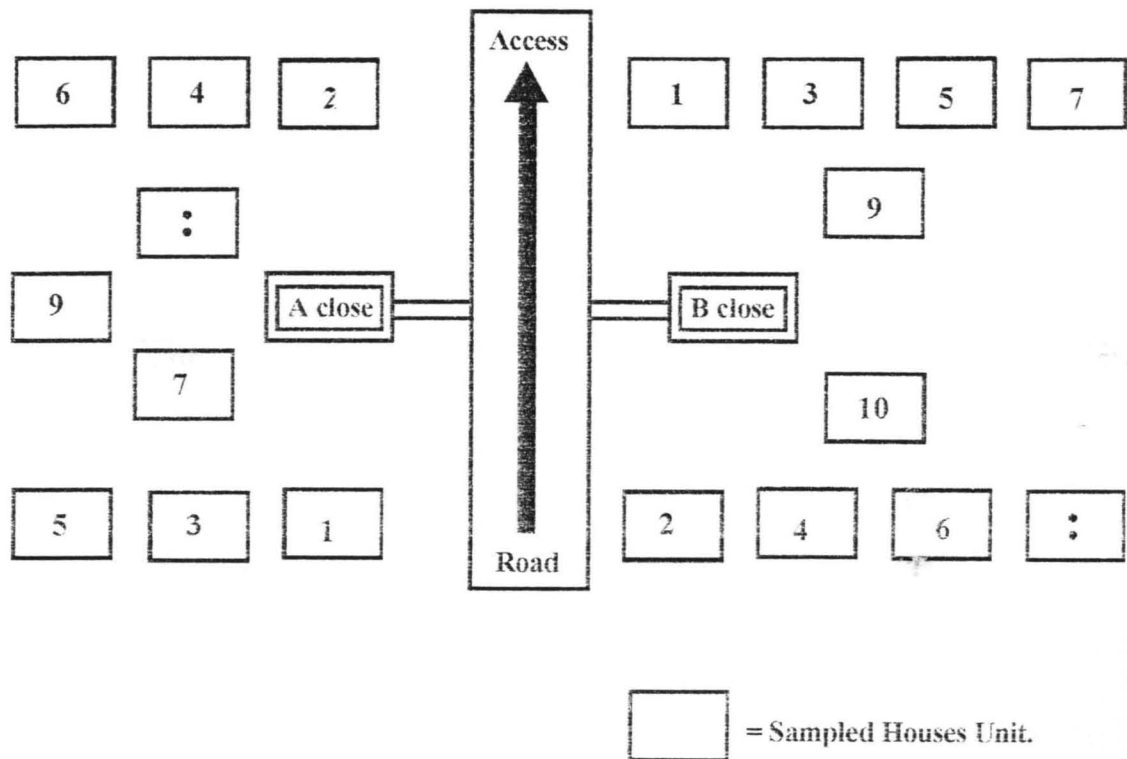 Access
6 4 2 1 3 5 7
:
9
9
A close
B close
7
10
5 3 1 2 4 6 :
Road
= Sampled Houses Unit.